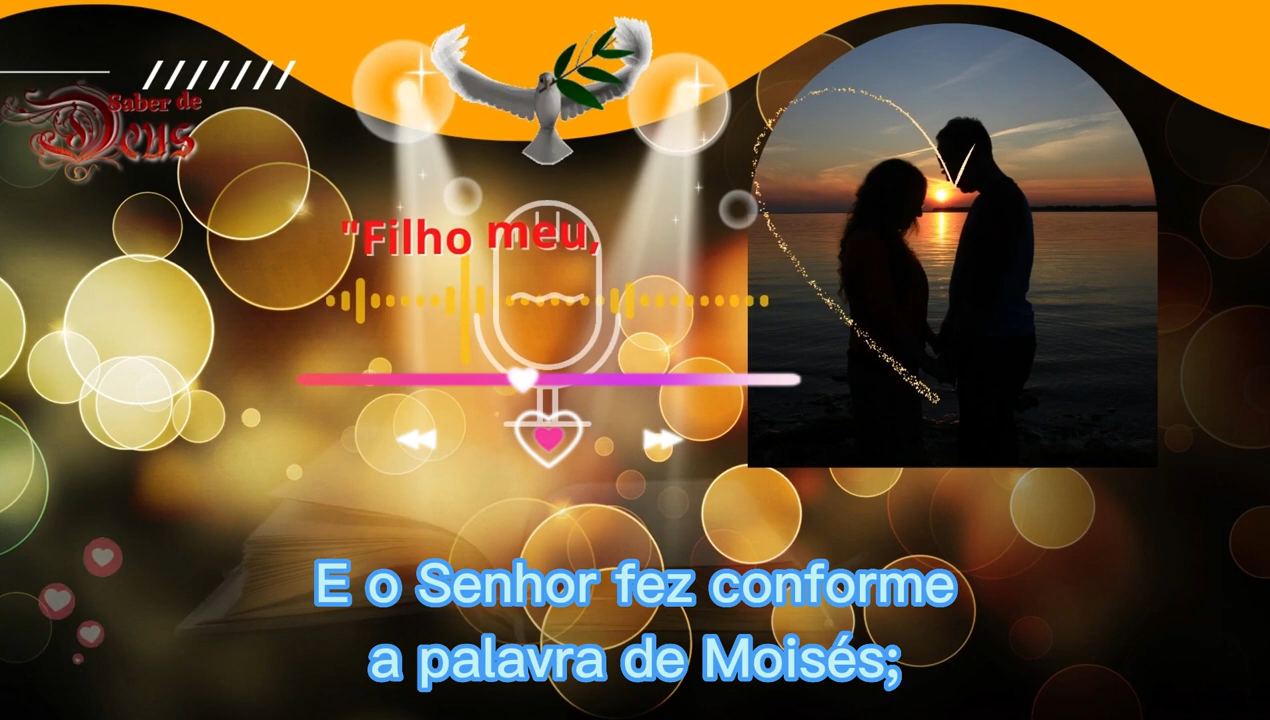 Saber de
Deus
"Filho meu,
E o Senhor fez conforme
a palavra de Moisés;